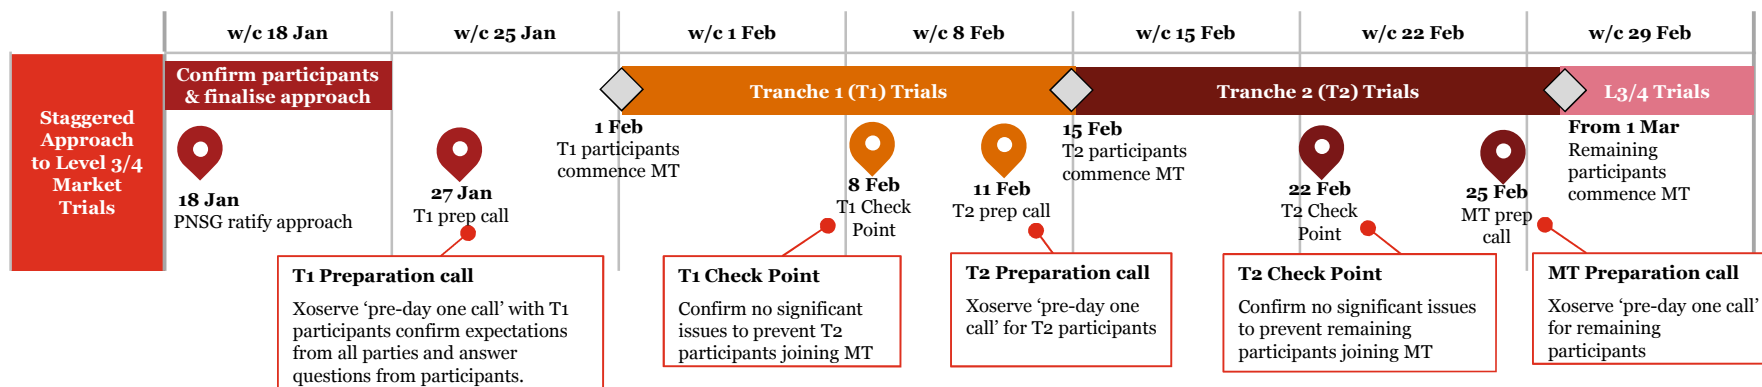 w/c 18 Jan
w/c 25 Jan
w/c 1 Feb
w/c 8 Feb
w/c 15 Feb
w/c 22 Feb
w/c 29 Feb
Staggered
Approach
to Level 3/4
Market
Trials
Confirm participants
& finalise approach
Tranche 1 (T1) Trials
Tranche 2 (T2) Trials
L3/4 Trials
18 Jan
PNSG ratify approach
27 Jan
T1 prep call
1 Feb
T1 participants
commence MT
8 Feb
T1 Check
Point
11 Feb
T2 prep call
15 Feb
T2 participants
commence MT
22 Feb
T2 Check
Point
25 Feb
MT prep
call
From 1 Mar
Remaining
participants
commence MT
T1 Preparation call
Xoserve ‘pre-day one call’ with T1
participants confirm expectations
from all parties and answer
questions from participants.
T1 Check Point
Confirm no significant
issues to prevent T2
participants joining MT
T2 Preparation call
Xoserve ‘pre-day one
call’ for T2 participants
T2 Check Point
Confirm no significant issues
to prevent remaining
participants joining MT
MT Preparation call
Xoserve ‘pre-day one call’
for remaining
participants